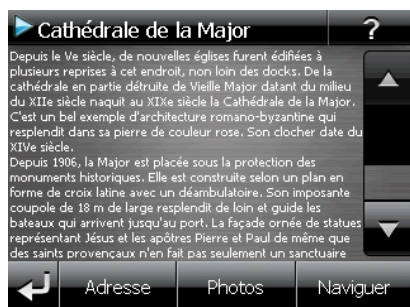 Cathédrale de la Major ?
Depuis le Ve siècle, de nouvelles églises furent édifiées à
plusieurs reprises à cet endroit, non loin des docks. De la
cathédrale en partie détruite de Vieille Major datant du milieu
du XIIe siècle naquit au XIXe siècle la Cathédrale de la Major.
C'est un bel exemple d'architecture romano-byzantine qui
resplendit dans sa pierre de couleur rose. Son clocher date du
XIVe siècle.
Depuis 1906, la Major est placée sous la protection des
monuments historiques. Elle est construite selon un plan en
forme de croix latine avec un déambulatoire. Son imposante
coupole de 18 m de large resplendit de loin et guide les
bateaux qui arrivent jusqu'au port. La façade ornée de statues
représentant Jésus et les apôtres Pierre et Paul de même que
des saints provençaux n'en fait pas seulement un sanctuaire
Adresse Photos Naviguer